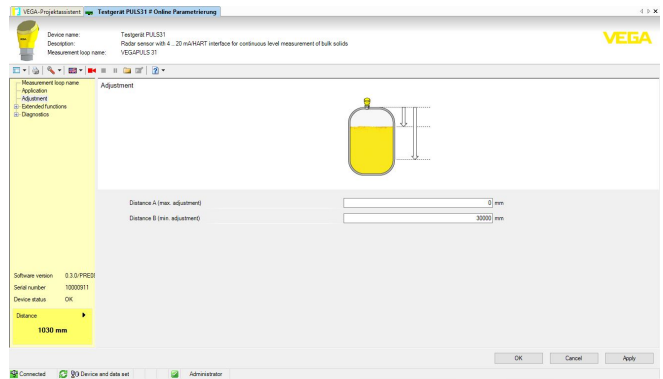 VEGA-Projektassistent
Testgerät PULS31 # Online Parametrierung
Device name: Testgerät PULS31
Description: Radar sensor with 4 .. 20 mA/HART interface for continuous level measurement of bulk solids
Measurement loop name: VEGAPULS 31
VEGA
Measurement loop name
Application
Adjustment
Extended functions
Diagnostics
Adjustment
Distance A (max. adjustment) 0 mm
Distance B (min. adjustment) 30000 mm
Software version 0.3.0/PRE0
Serial number 10000911
Device status OK
Distance
1030 mm
OK Cancel Apply
Connected Device and data set Administrator